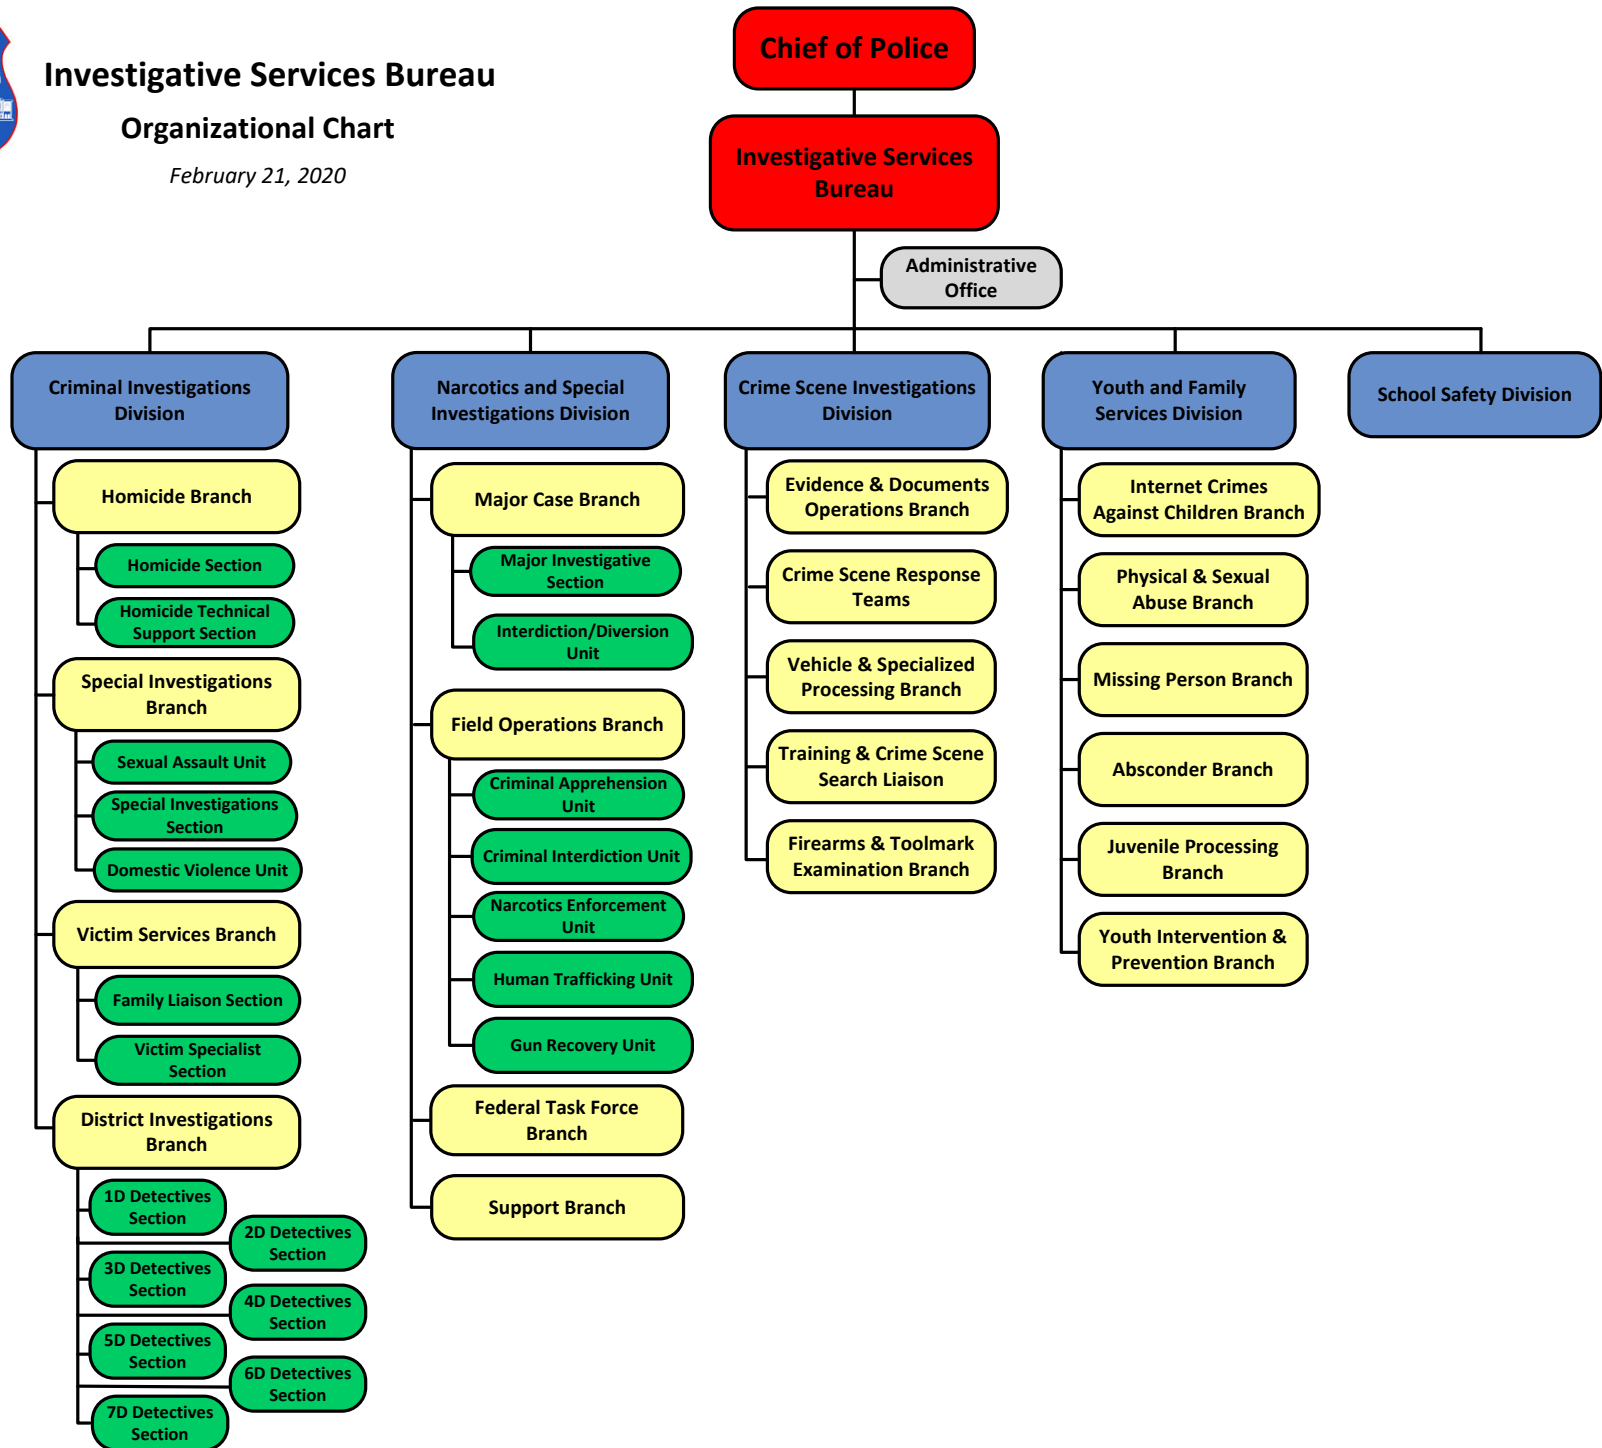 Investigative Services Bureau
Organizational Chart
February 21, 2020
Chief of Police
Investigative Services
Bureau
Administrative
Office
Criminal Investigations
Division
Homicide Branch
Homicide Section
Homicide Technical
Support Section
Special Investigations
Branch
Sexual Assault Unit
Special Investigations
Section
Domestic Violence Unit
Victim Services Branch
Family Liaison Section
Victim Specialist
Section
District Investigations
Branch
1D Detectives
Section
2D Detectives
Section
3D Detectives
Section
4D Detectives
Section
5D Detectives
Section
6D Detectives
Section
7D Detectives
Section
Narcotics and Special
Investigations Division
Major Case Branch
Major Investigative
Section
Interdiction/Diversion
Unit
Field Operations Branch
Criminal Apprehension
Unit
Criminal Interdiction Unit
Narcotics Enforcement
Unit
Human Trafficking Unit
Gun Recovery Unit
Federal Task Force
Branch
Support Branch
Crime Scene Investigations
Division
Evidence & Documents
Operations Branch
Crime Scene Response
Teams
Vehicle & Specialized
Processing Branch
Training & Crime Scene
Search Liaison
Firearms & Toolmark
Examination Branch
Youth and Family
Services Division
Internet Crimes
Against Children Branch
Physical & Sexual
Abuse Branch
Missing Person Branch
Absconder Branch
Juvenile Processing
Branch
Youth Intervention &
Prevention Branch
School Safety Division